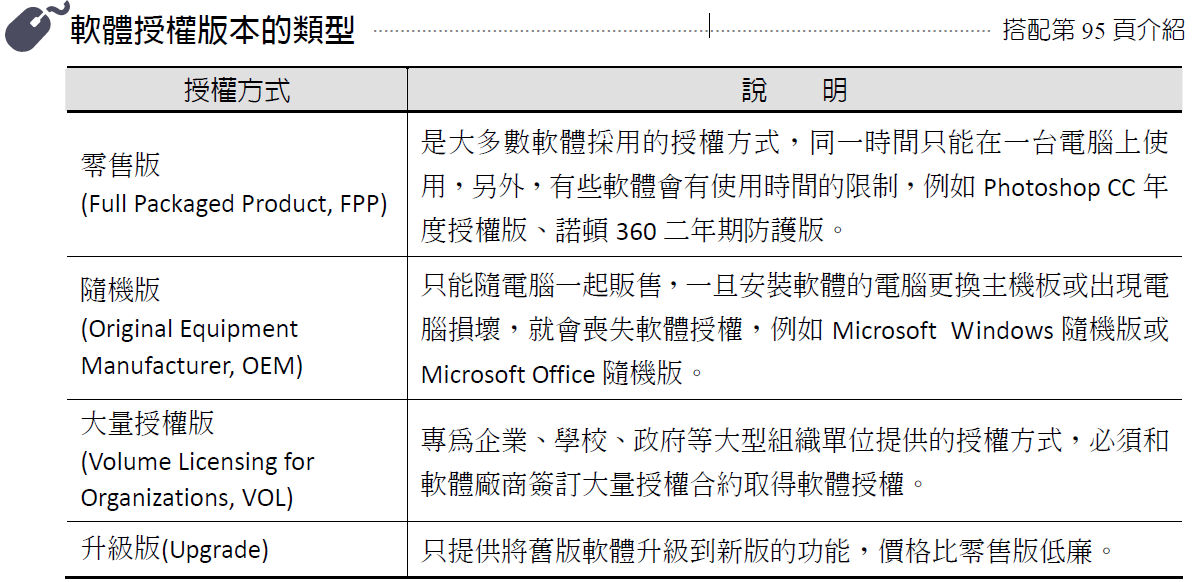 軟體授權版本的類型
搭配第 95 頁介紹
授權方式
說 明
零售版
(Full Packaged Product, FPP)
是大多數軟體採用的授權方式，同一時間只能在一台電腦上使
用，另外，有些軟體會有使用時間的限制，例如 Photoshop CC 年
度授權版、諾頓 360 二年期防護版。
隨機版
(Original Equipment
Manufacturer, OEM)
只能隨電腦一起販售，一旦安裝軟體的電腦更換主機板或出現電
腦損壞，就會喪失軟體授權，例如 Microsoft Windows 隨機版或
Microsoft Office 隨機版。
大量授權版
(Volume Licensing for
Organizations, VOL)
專為企業、學校、政府等大型組織單位提供的授權方式，必須和
軟體廠商簽訂大量授權合約取得軟體授權。
升級版(Upgrade)
只提供將舊版軟體升級到新版的功能，價格比零售版低廉。